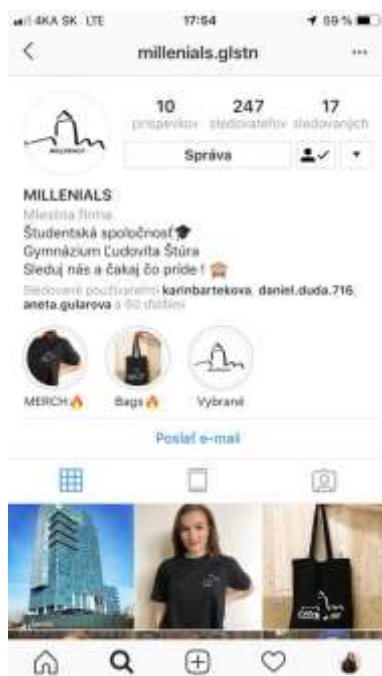 4KA SK LTE 17:54 59 %
millenials.glstn
10 247 17
príspevkov sledovateľov sledovaných
Správa
MILLENIALS
MILLENIALS
Miestna firma
Študentská spoločnosť
Gymnázium Ľudovíta Štúra
Sleduj nás a čakaj čo príde !
Sledované používateľmi karinbartekova, daniel.duda.716,
aneta.gularova a 60 ďalšími
MERCH Bags Vybrané
Poslať e-mail